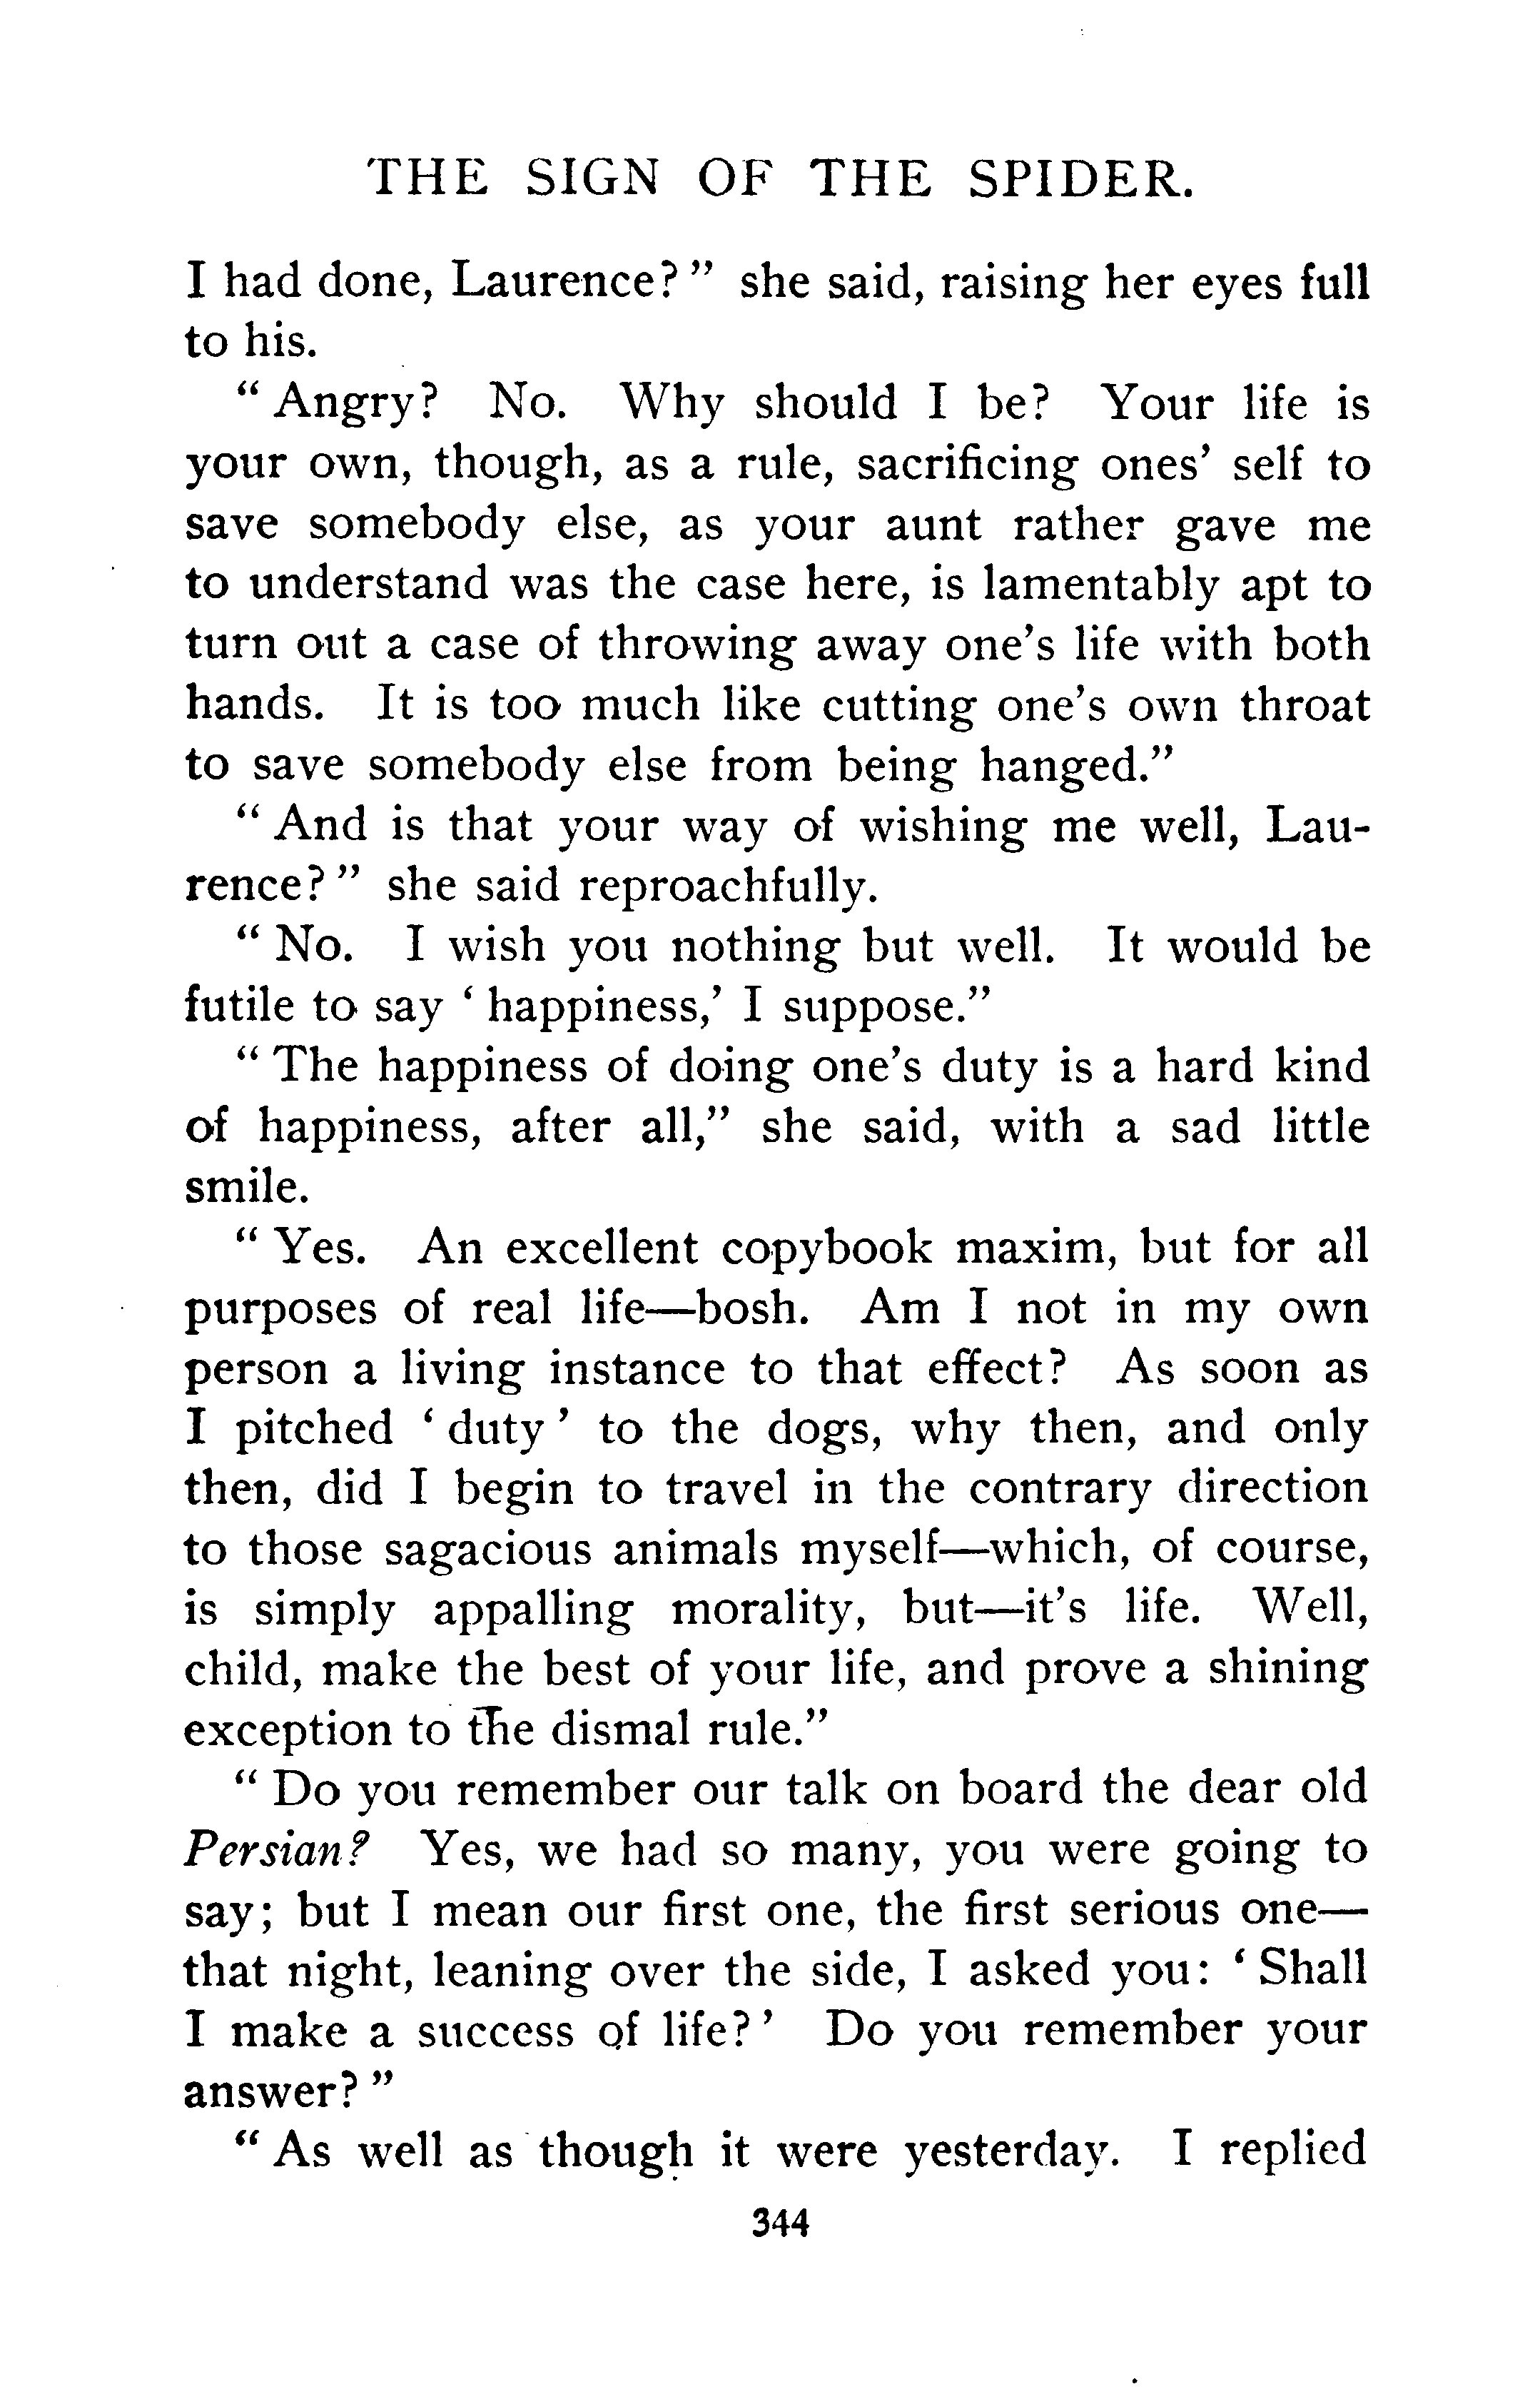 THE SIGN OF THE SPIDER.
I had done, Laurence?" she said, raising her eyes full
to his.
"Angry? No. Why should I be? Your life is
your own, though, as a rule, sacrificing ones' self to
save somebody else, as your aunt rather gave me
to understand was the case here, is lamentably apt to
turn out a case of throwing away one's life with both
hands. It is too much like cutting one's own throat
to save somebody else from being hanged."
"And is that your way of wishing me well, Lau-
rence?" she said reproachfully.
"No. I wish you nothing but well. It would be
futile to say 'happiness,' I suppose."
"The happiness of doing one's duty is a hard kind
of happiness, after all," she said, with a sad little
smile.
"Yes. An excellent copybook maxim, but for all
purposes of real life—bosh. Am I not in my own
person a living instance to that effect? As soon as
I pitched 'duty' to the dogs, why then, and only
then, did I begin to travel in the contrary direction
to those sagacious animals myself—which, of course,
is simply appalling morality, but—it's life. Well,
child, make the best of your life, and prove a shining
exception to the dismal rule."
"Do you remember our talk on board the dear old
Persian? Yes, we had so many, you were going to
say; but I mean our first one, the first serious one—
that night, leaning over the side, I asked you: 'Shall
I make a success of life?' Do you remember your
answer?"
"As well as though it were yesterday. I replied
344